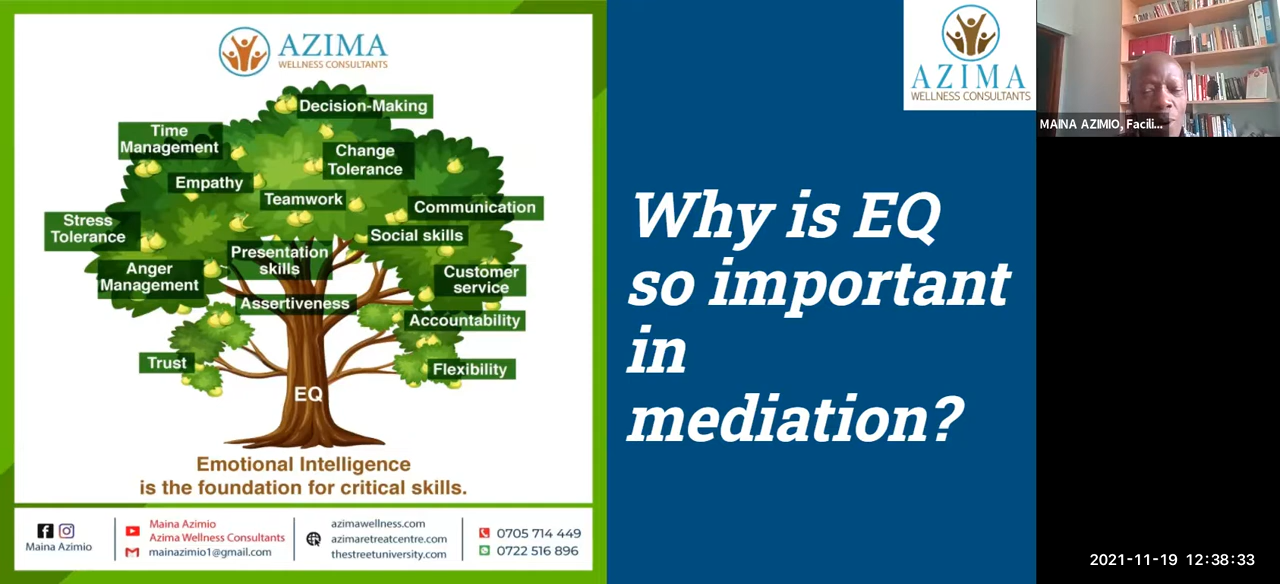 AZIMA
WELLNESS CONSULTANTS
Decision-Making
Time
Management
Change
Tolerance
Empathy
Teamwork
Communication
Stress
Tolerance
Social skills
Presentation
skills
Anger
Management
Customer
service
Assertiveness
Accountability
Trust
Flexibility
EQ
Emotional Intelligence
is the foundation for critical skills.
Maina Azimio
Maina Azimio
Azima Wellness Consultants
mainazimio1@gmail.com
azimawellness.com
azimaretreatcentre.com
thestreetuniversity.com
0705 714 449
0722 516 896
Why is EQ
so important
in
mediation?
AZIMA
WELLNESS CONSULTANTS
MAINA AZIMIO, Facili...
2021-11-19 12:38:33